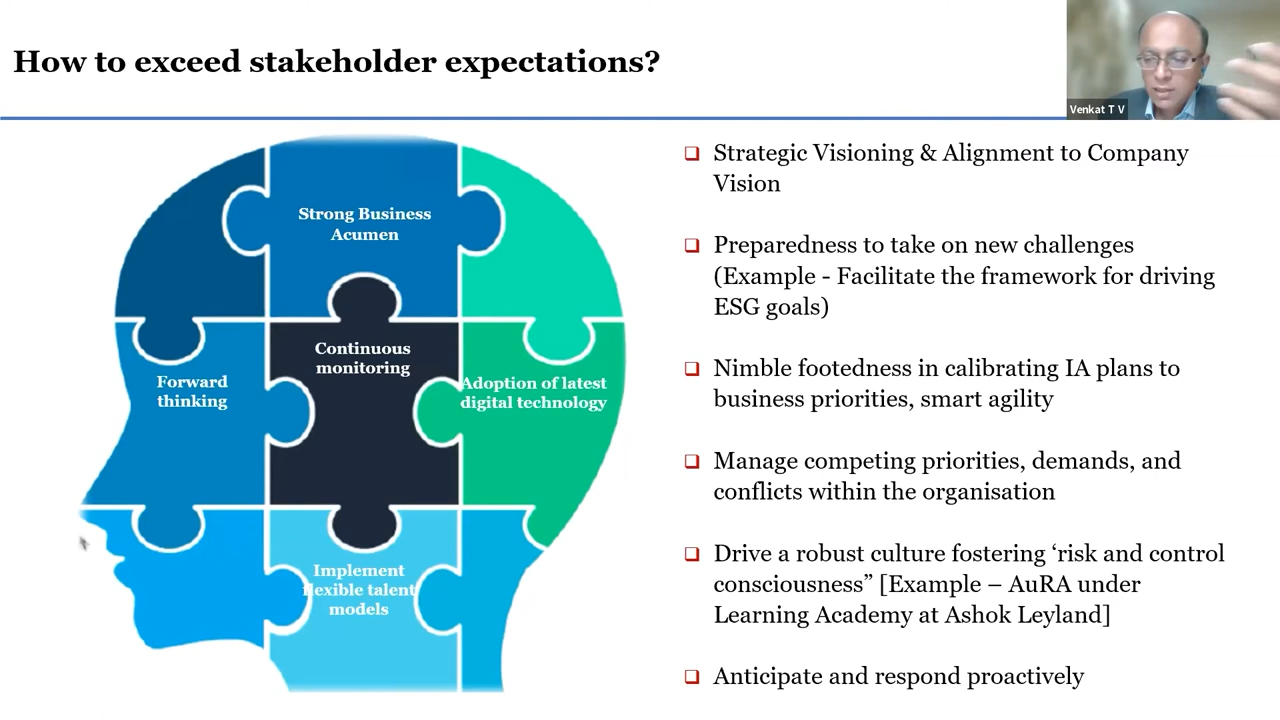 How to exceed stakeholder expectations?
Venkat T V
Strong Business
Acumen
Continuous
monitoring
Forward
thinking
Adoption of latest
digital technology
Implement
flexible talent
models
❑ Strategic Visioning & Alignment to Company
Vision
❑ Preparedness to take on new challenges
(Example - Facilitate the framework for driving
ESG goals)
❑ Nimble footedness in calibrating IA plans to
business priorities, smart agility
❑ Manage competing priorities, demands, and
conflicts within the organisation
❑ Drive a robust culture fostering ‘risk and control
consciousness” [Example – AuRA under
Learning Academy at Ashok Leyland]
❑ Anticipate and respond proactively